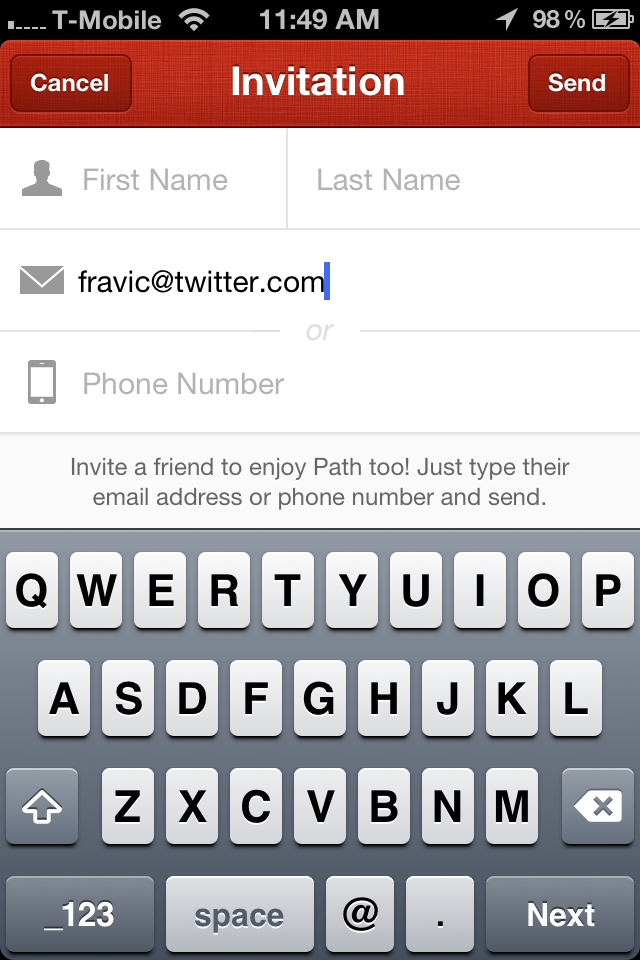 T-Mobile 11:49 AM 98 %
Cancel Invitation Send
First Name Last Name
fravic@twitter.com
or
Phone Number
Invite a friend to enjoy Path too! Just type their
email address or phone number and send.
Q W E R T Y U I O P
A S D F G H J K L
Z X C V B N M
_123 space @ . Next